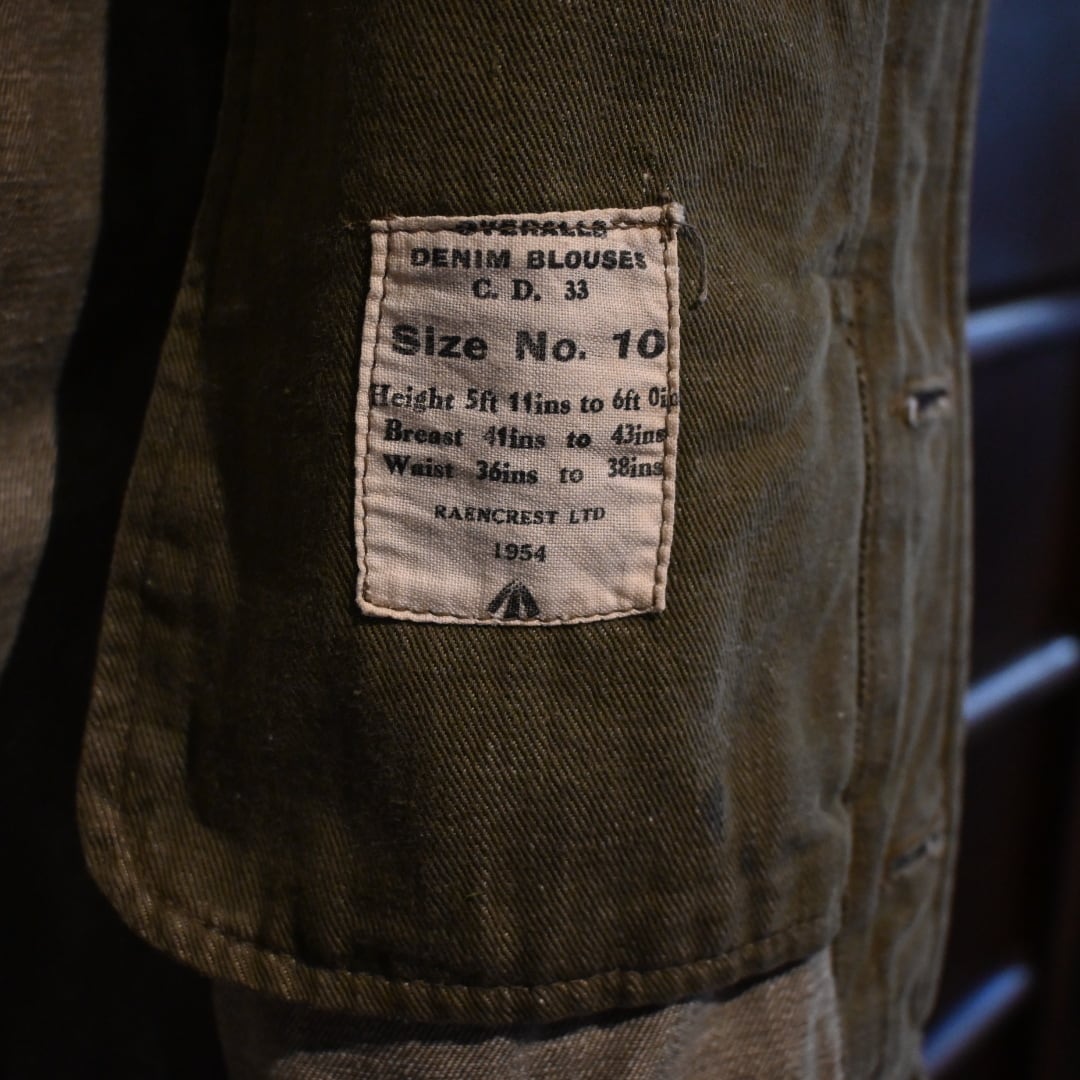 OVERALLS
DENIM BLOUSES
C. D. 33
Size No. 10
Height 5ft 11ins to 6ft 0in
Breast 41ins to 43ins
Waist 36ins to 38ins
RAENCREST LTD
1954